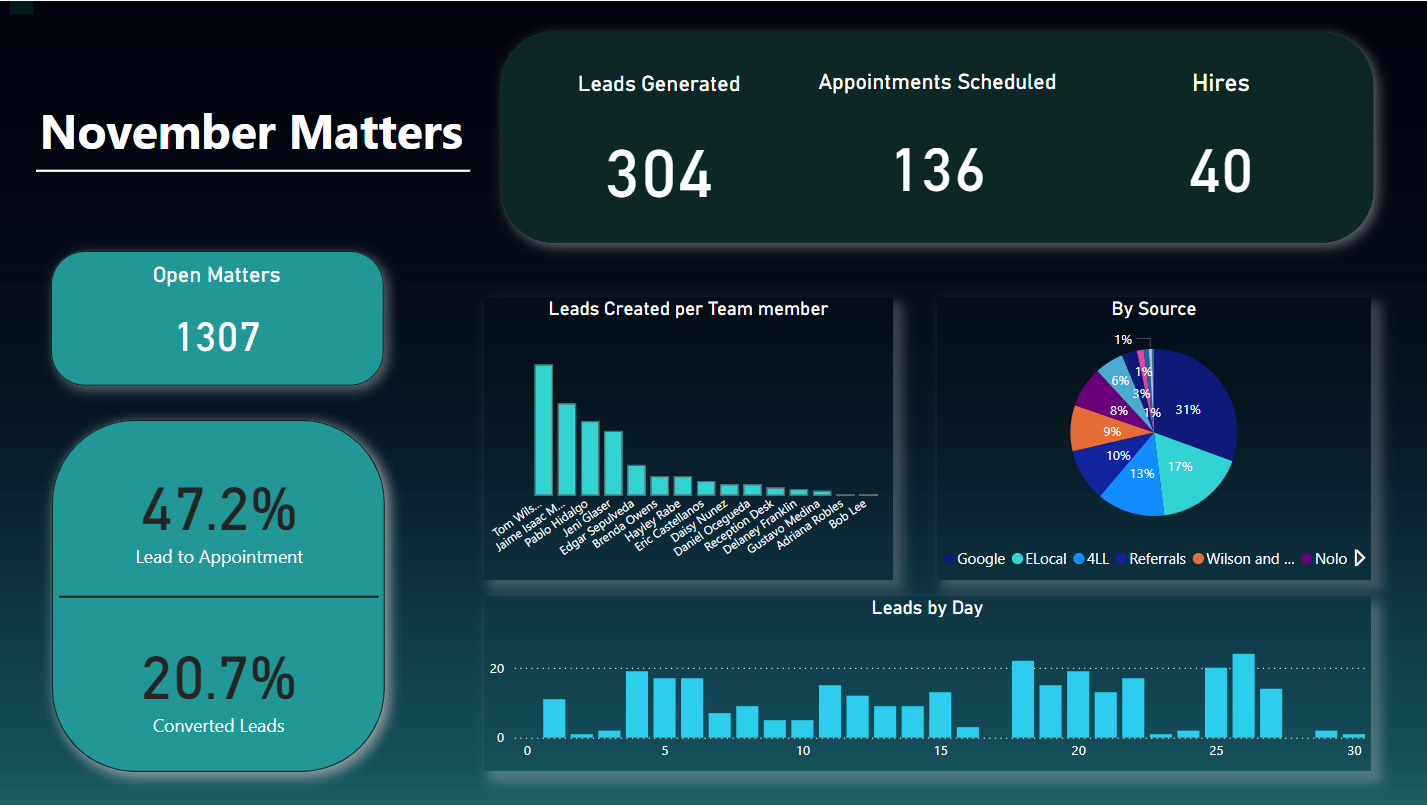 November Matters
Leads Generated
304
Appointments Scheduled
136
Hires
40
Open Matters
1307
47.2%
Lead to Appointment
20.7%
Converted Leads
Leads Created per Team member
Tom Wils...
Jaime Isaac M...
Pablo Hidalgo
Jeni Glaser
Edgar Sepulveda
Brenda Owens
Hayley Rabe
Eric Castellanos
Daisy Nunez
Daniel Ocegueda
Reception Desk
Delaney Franklin
Gustavo Medina
Adriana Robles
Bob Lee
By Source
1%
1%
6%
3%
8%
1%
31%
9%
10%
13%
17%
Google
ELocal
4LL
Referrals
Wilson and ...
Nolo
Leads by Day
20
0
0
5
10
15
20
25
30